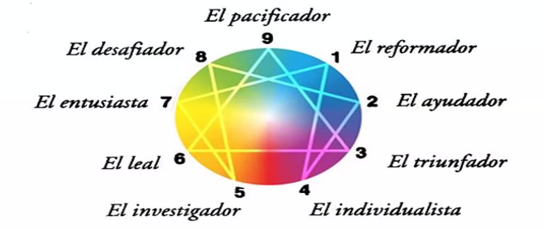 El pacificador
9
El desafiador 8
1 El reformador
El entusiasta 7
2 El ayudador
El leal 6
3 El triunfador
5
4
El investigador
El individualista